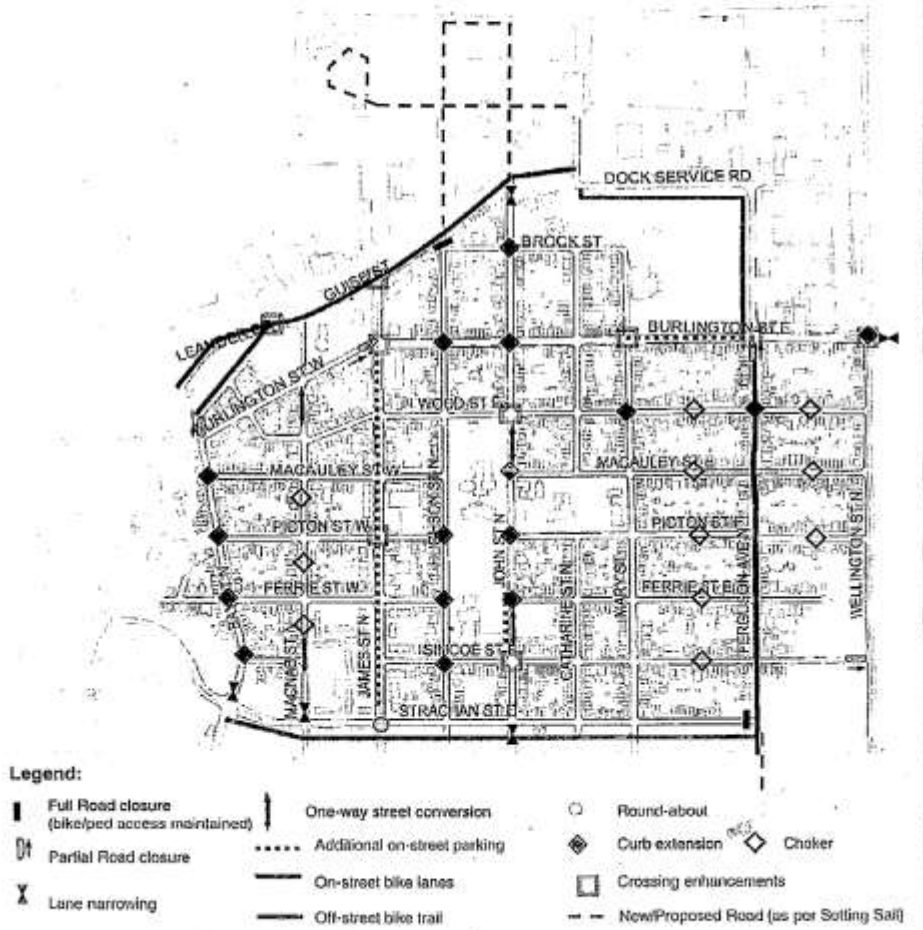 DOCK SERVICE RD
BROCK ST
GUISE ST
BURLINGTON ST E
BURLINGTON ST W
WOOD ST E
MACAULEY ST W
MACAULEY ST E
PICTON ST W
PICTON ST E
FERRIE ST W
FERRIE ST E
SIMCOE ST E
STRACHAN ST E
MACNAB ST
JAMES ST N
HUGHSON ST N
JOHN ST N
CATHARINE ST N
MARY ST
FERGUSON AVE N
WELLINGTON ST N
Legend:
Full Road closure
(bike/ped access maintained)
Partial Road closure
Lane narrowing
One-way street conversion
Additional on-street parking
On-street bike lanes
Off-street bike trail
Round-about
Curb extension
Choker
Crossing enhancements
New/Proposed Road (as per Setting Sail)